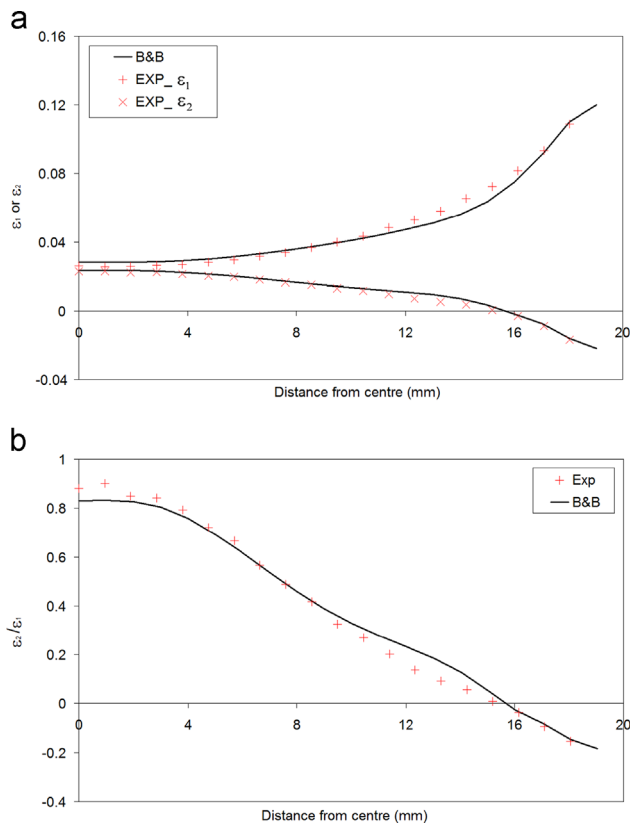 a
0.16
0.12
0.08
0.04
0
-0.04
ε1 or ε2
B&B
EXP_ ε1
EXP_ ε2
0 4 8 12 16 20
Distance from centre (mm)
b
1
0.8
0.6
0.4
0.2
0
-0.2
-0.4
ε2/ε1
Exp
B&B
0 4 8 12 16 20
Distance from centre (mm)